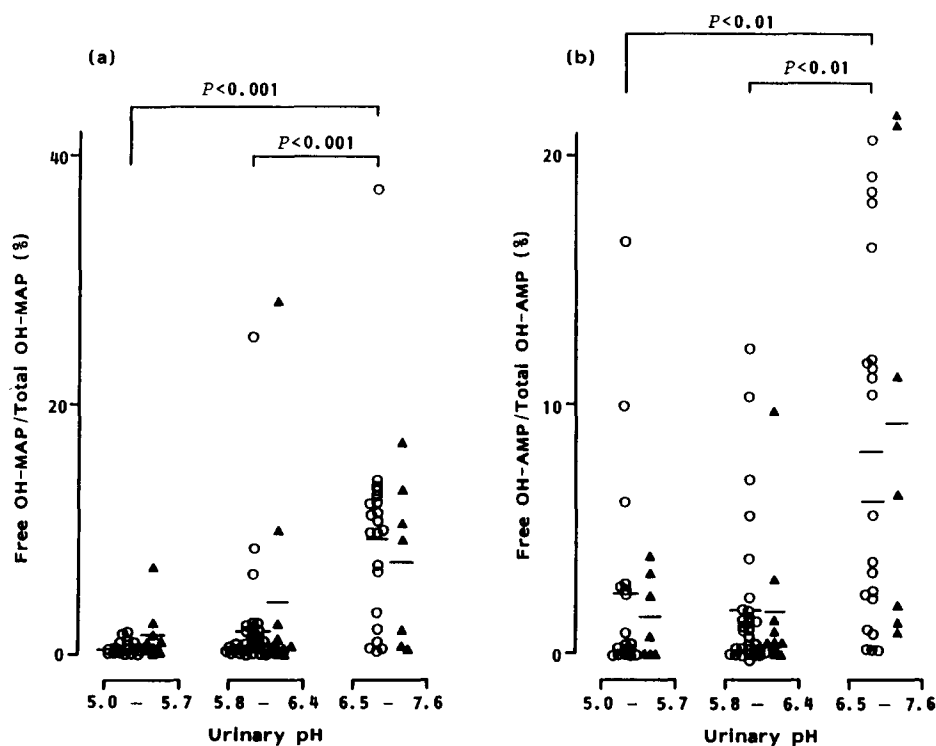 (a)
P<0.001
P<0.001
40
20
0
Free OH-MAP/Total OH-MAP (%)
5.0 – 5.7
5.8 – 6.4
6.5 – 7.6
Urinary pH
(b)
P<0.01
P<0.01
20
10
0
Free OH-AMP/Total OH-AMP (%)
5.0 – 5.7
5.8 – 6.4
6.5 – 7.6
Urinary pH